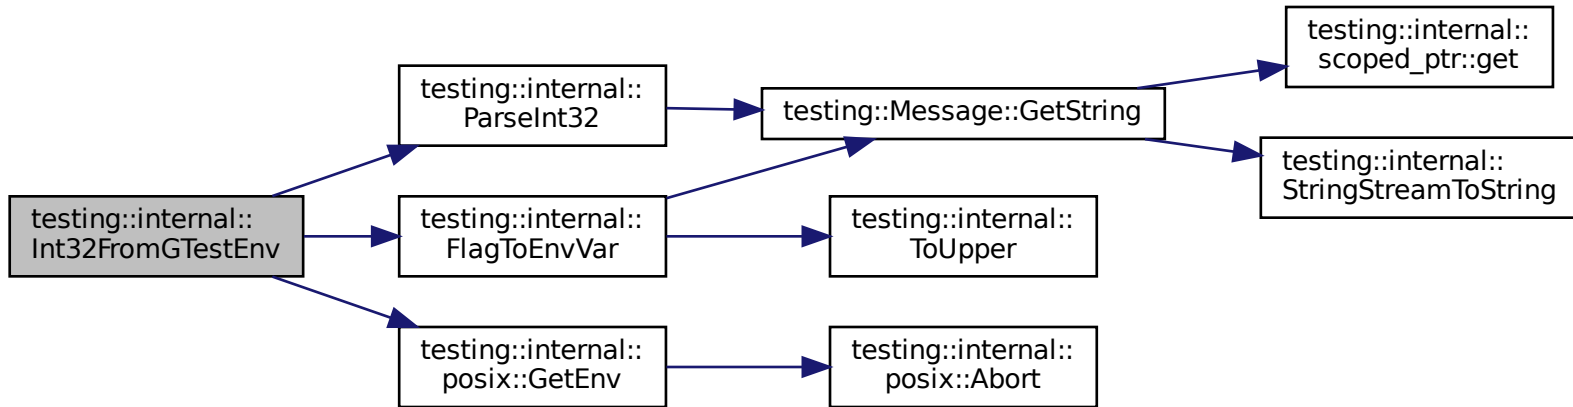 testing::internal::
Int32FromGTestEnv
testing::internal::
ParseInt32
testing::internal::
FlagToEnvVar
testing::internal::
posix::GetEnv
testing::Message::GetString
testing::internal::
ToUpper
testing::internal::
posix::Abort
testing::internal::
scoped_ptr::get
testing::internal::
StringStreamToString